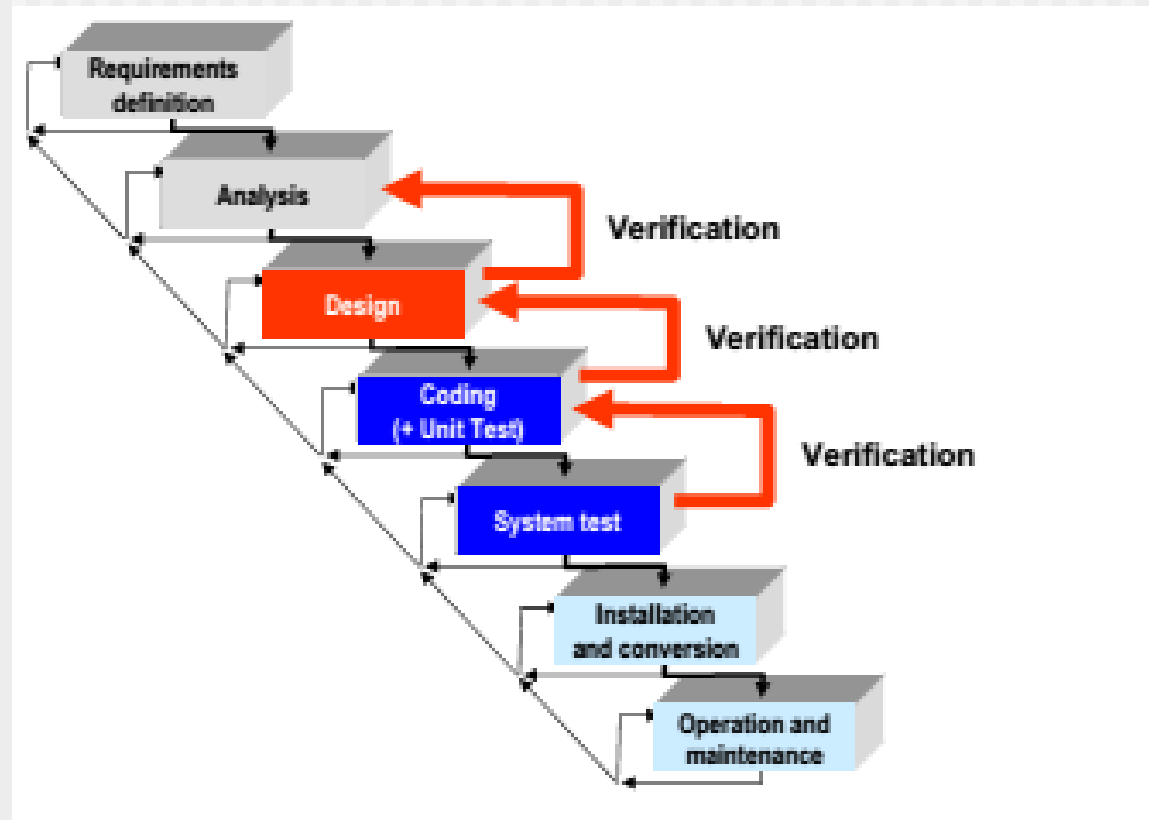 Requirements
definition
Analysis
Verification
Design
Verification
Coding
(+ Unit Test)
Verification
System test
Installation
and conversion
Operation and
maintenance